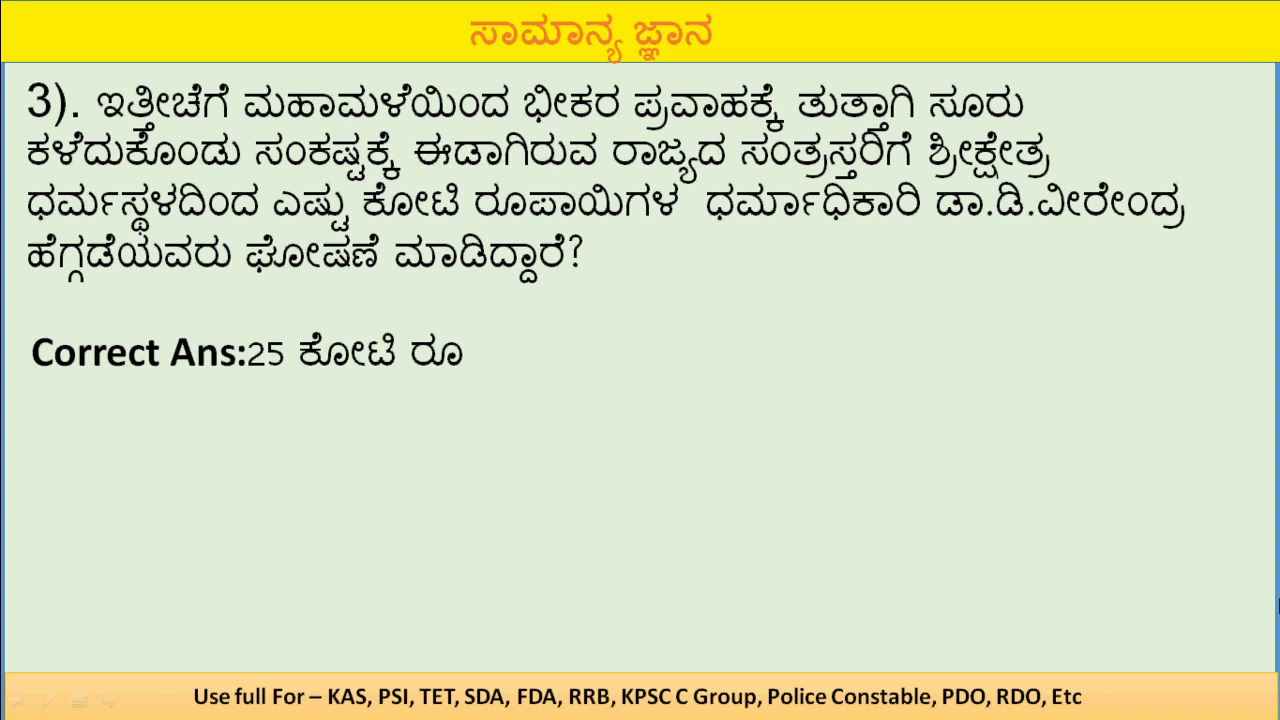 ಸಾಮಾನ್ಯ ಜ್ಞಾನ
3). ಇತ್ತೀಚೆಗೆ ಮಹಾಮಳೆಯಿಂದ ಭೀಕರ ಪ್ರವಾಹಕ್ಕೆ ತುತ್ತಾಗಿ ಸೂರು
ಕಳೆದುಕೊಂಡು ಸಂಕಷ್ಟಕ್ಕೆ ಈಡಾಗಿರುವ ರಾಜ್ಯದ ಸಂತ್ರಸ್ತರಿಗೆ ಶ್ರೀಕ್ಷೇತ್ರ
ಧರ್ಮಸ್ಥಳದಿಂದ ಎಷ್ಟು ಕೋಟಿ ರೂಪಾಯಿಗಳ ಧರ್ಮಾಧಿಕಾರಿ ಡಾ.ಡಿ.ವೀರೇಂದ್ರ
ಹೆಗ್ಗಡೆಯವರು ಘೋಷಣೆ ಮಾಡಿದ್ದಾರೆ?
Correct Ans:25 ಕೋಟಿ ರೂ
Use full For – KAS, PSI, TET, SDA, FDA, RRB, KPSC C Group, Police Constable, PDO, RDO, Etc